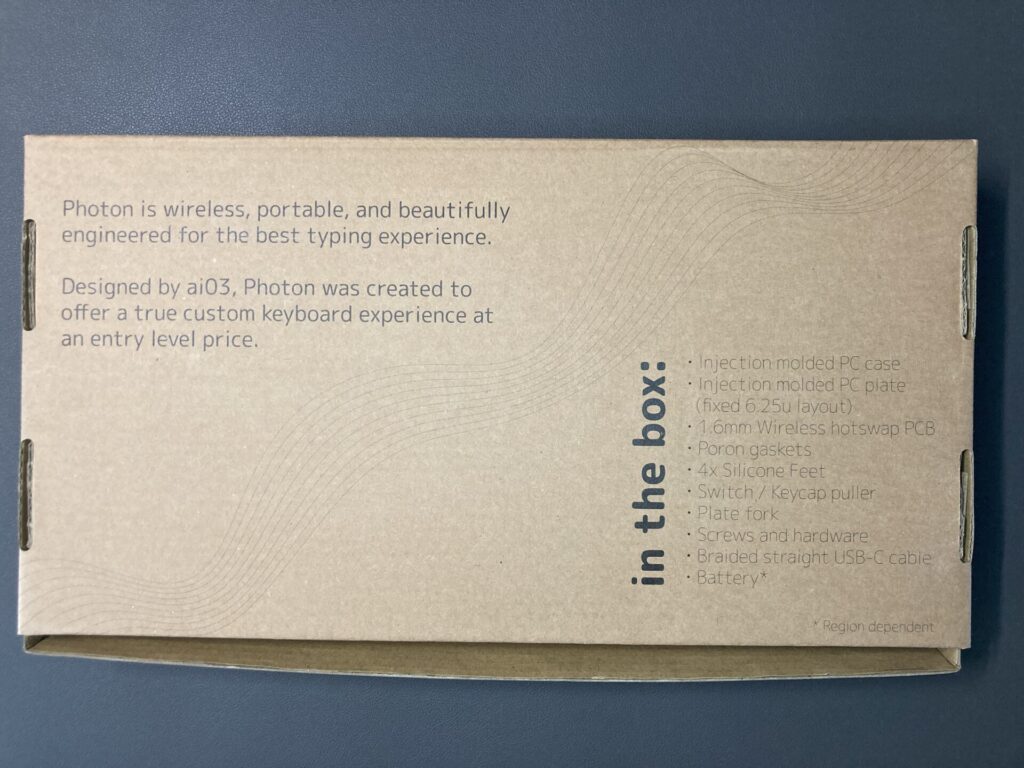 Photon is wireless, portable, and beautifully
engineered for the best typing experience.
Designed by ai03, Photon was created to
offer a true custom keyboard experience at
an entry level price.
in the box:
· Injection molded PC case
· Injection molded PC plate
(fixed 6.25u layout)
· 1.6mm Wireless hotswap PCB
· Poron gaskets
· 4x Silicone Feet
· Switch / Keycap puller
· Plate fork
· Screws and hardware
· Braided straight USB-C cable
· Battery*
* Region dependent